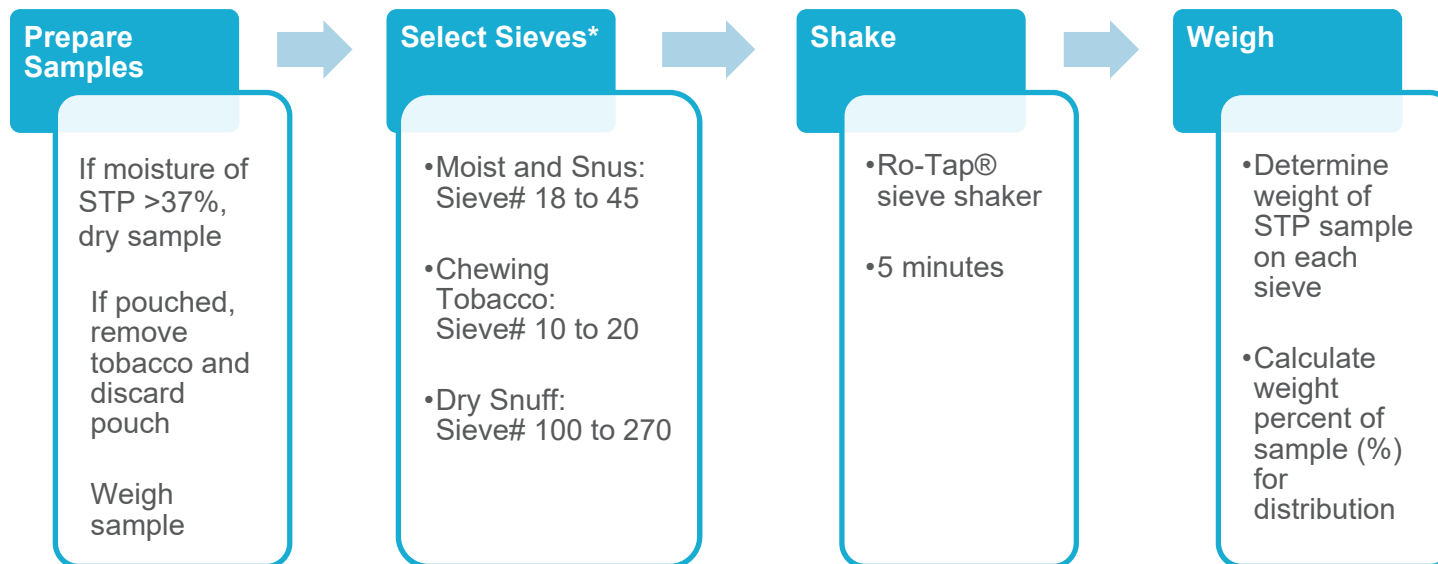 Prepare
Samples
If moisture of
STP >37%,
dry sample
If pouched,
remove
tobacco and
discard
pouch
Weigh
sample
Select Sieves*
•Moist and Snus:
Sieve# 18 to 45
•Chewing
Tobacco:
Sieve# 10 to 20
•Dry Snuff:
Sieve# 100 to 270
Shake
•Ro-Tap®
sieve shaker
•5 minutes
Weigh
•Determine
weight of
STP sample
on each
sieve
•Calculate
weight
percent of
sample (%)
for
distribution